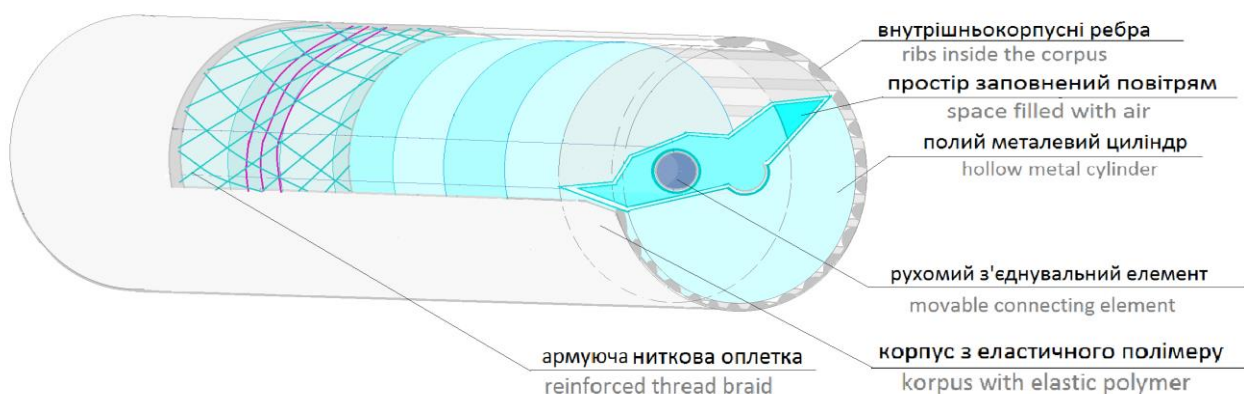 внутрішньокорпусні ребра
ribs inside the corpus
простір заповнений повітрям
space filled with air
полий металевий циліндр
hollow metal cylinder
рухомий з'єднувальний елемент
movable connecting element
армуюча ниткова оплетка
reinforced thread braid
корпус з еластичного полімеру
korpus with elastic polymer